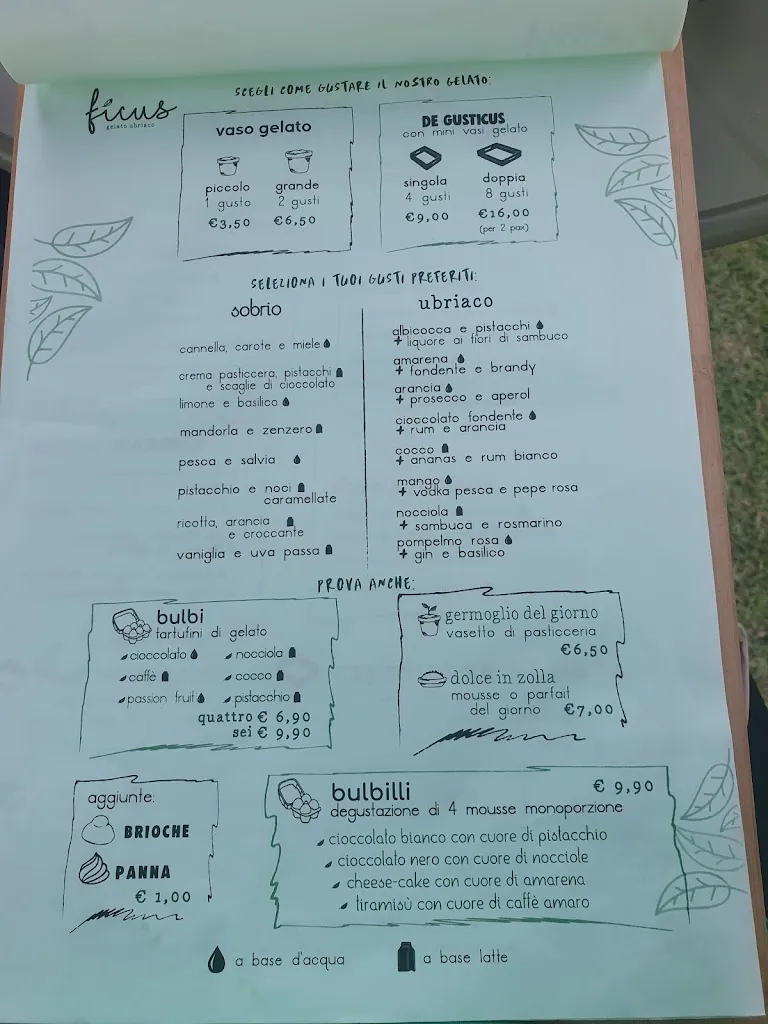 ficus
gelato ubriaco
SCEGLI COME GUSTARE IL NOSTRO GELATO:
vaso gelato
piccolo grande
1 gusto 2 gusti
€3,50 €6,50
DE GUSTICUS
con mini vasi gelato
singola doppia
4 gusti 8 gusti
€9,00 €16,00
(per 2 pax)
SELEZIONA I TUOI GUSTI PREFERITI:
sobrio
cannella, carote e miele
crema pasticcera, pistacchi
e scaglie di cioccolato
limone e basilico
mandorla e zenzero
pesca e salvia
pistacchio e noci
caramellate
ricotta, arancia
e croccante
vaniglia e uva passa
ubriaco
albicocca e pistacchi
+ liquore ai fiori di sambuco
amarena
+ fondente e brandy
arancia
+ prosecco e aperol
cioccolato fondente
+ rum e arancia
cocco
+ ananas e rum bianco
mango
+ vodka pesca e pepe rosa
nocciola
+ sambuca e rosmarino
pompelmo rosa
+ gin e basilico
PROVA ANCHE:
bulbi
tartufini di gelato
cioccolato nocciola
caffè cocco
passion fruit pistacchio
quattro € 6,90
sei € 9,90
germoglio del giorno
vasetto di pasticceria
€6,50
dolce in zolla
mousse o parfait
del giorno €7,00
aggiunte:
BRIOCHE
PANNA
€ 1,00
bulbilli € 9,90
degustazione di 4 mousse monoporzione
cioccolato bianco con cuore di pistacchio
cioccolato nero con cuore di nocciole
cheese-cake con cuore di amarena
tiramisù con cuore di caffè amaro
a base d'acqua a base latte